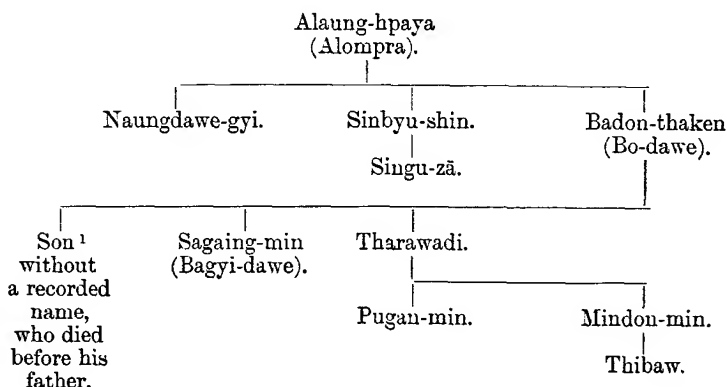 Alaung-hpaya
(Alompra).
Naungdawe-gyi. Sinbyu-shin. Badon-thaken
(Bo-dawe).
Singu-zā.
Son ¹ Sagaing-min Tharawadi.
without (Bagyi-dawe).
a recorded
name, Pugan-min. Mindon-min.
who died
before his Thibaw.
father.